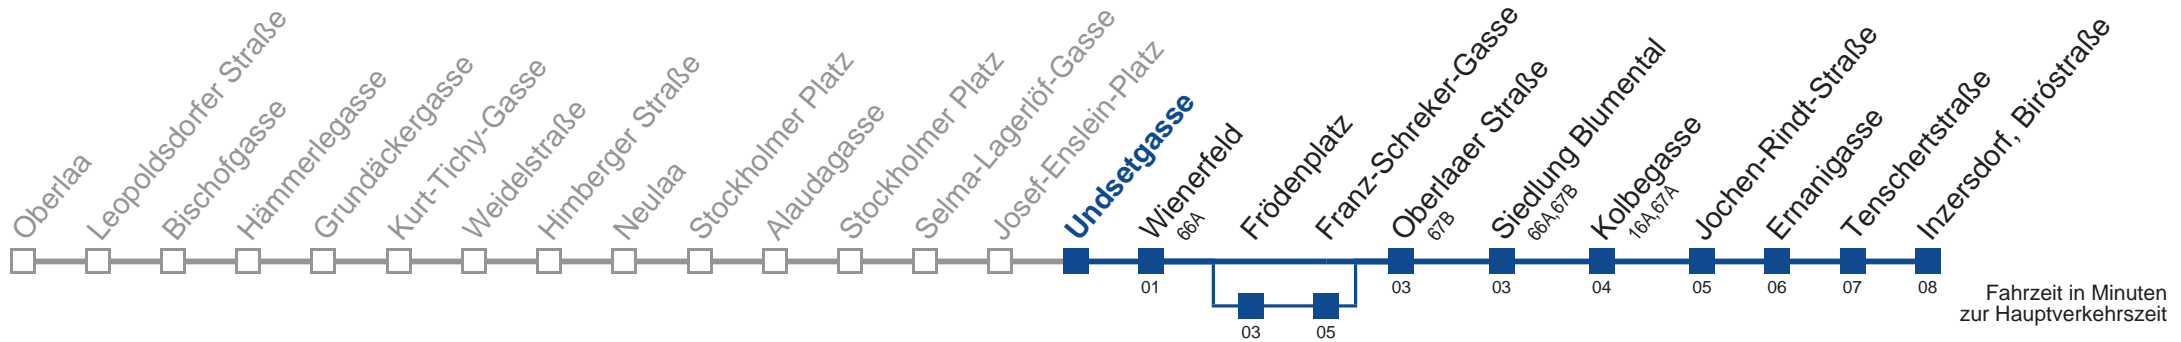 Oberlaa
Leopoldsdorfer Straße
Bischofgasse
Hämmerlegasse
Grundäckergasse
Kurt-Tichy-Gasse
Weidelstraße
Himberger Straße
Neulaa
Stockholmer Platz
Alaudagasse
Stockholmer Platz
Selma-Lagerlöf-Gasse
Josef-Enslein-Platz
Undsetgasse
Wienerfeld
66A
Frödenplatz
Franz-Schreker-Gasse
Oberlaaer Straße
67B
Siedlung Blumental
66A,67B
Kolbegasse
16A,67A
Jochen-Rindt-Straße
Ernanigasse
Tenschertstraße
Inzersdorf, Biróstraße
01
03
03
04
05
06
07
08
03
05
Fahrzeit in Minuten
zur Hauptverkehrszeit